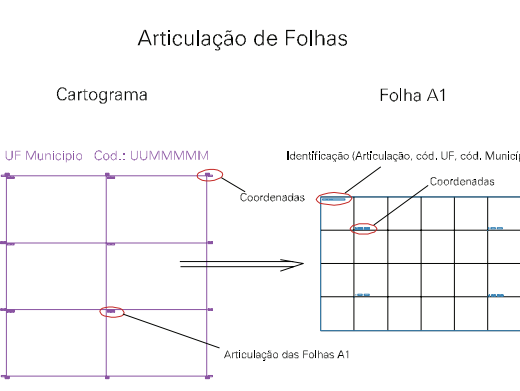 Articulação de Folhas
Cartograma
Folha A1
UF Municipio Cod.: UUMMMMM
Identificação (Articulação, cód. UF, cód. Municíp
Coordenadas
Coordenadas
Articulação das Folhas A1